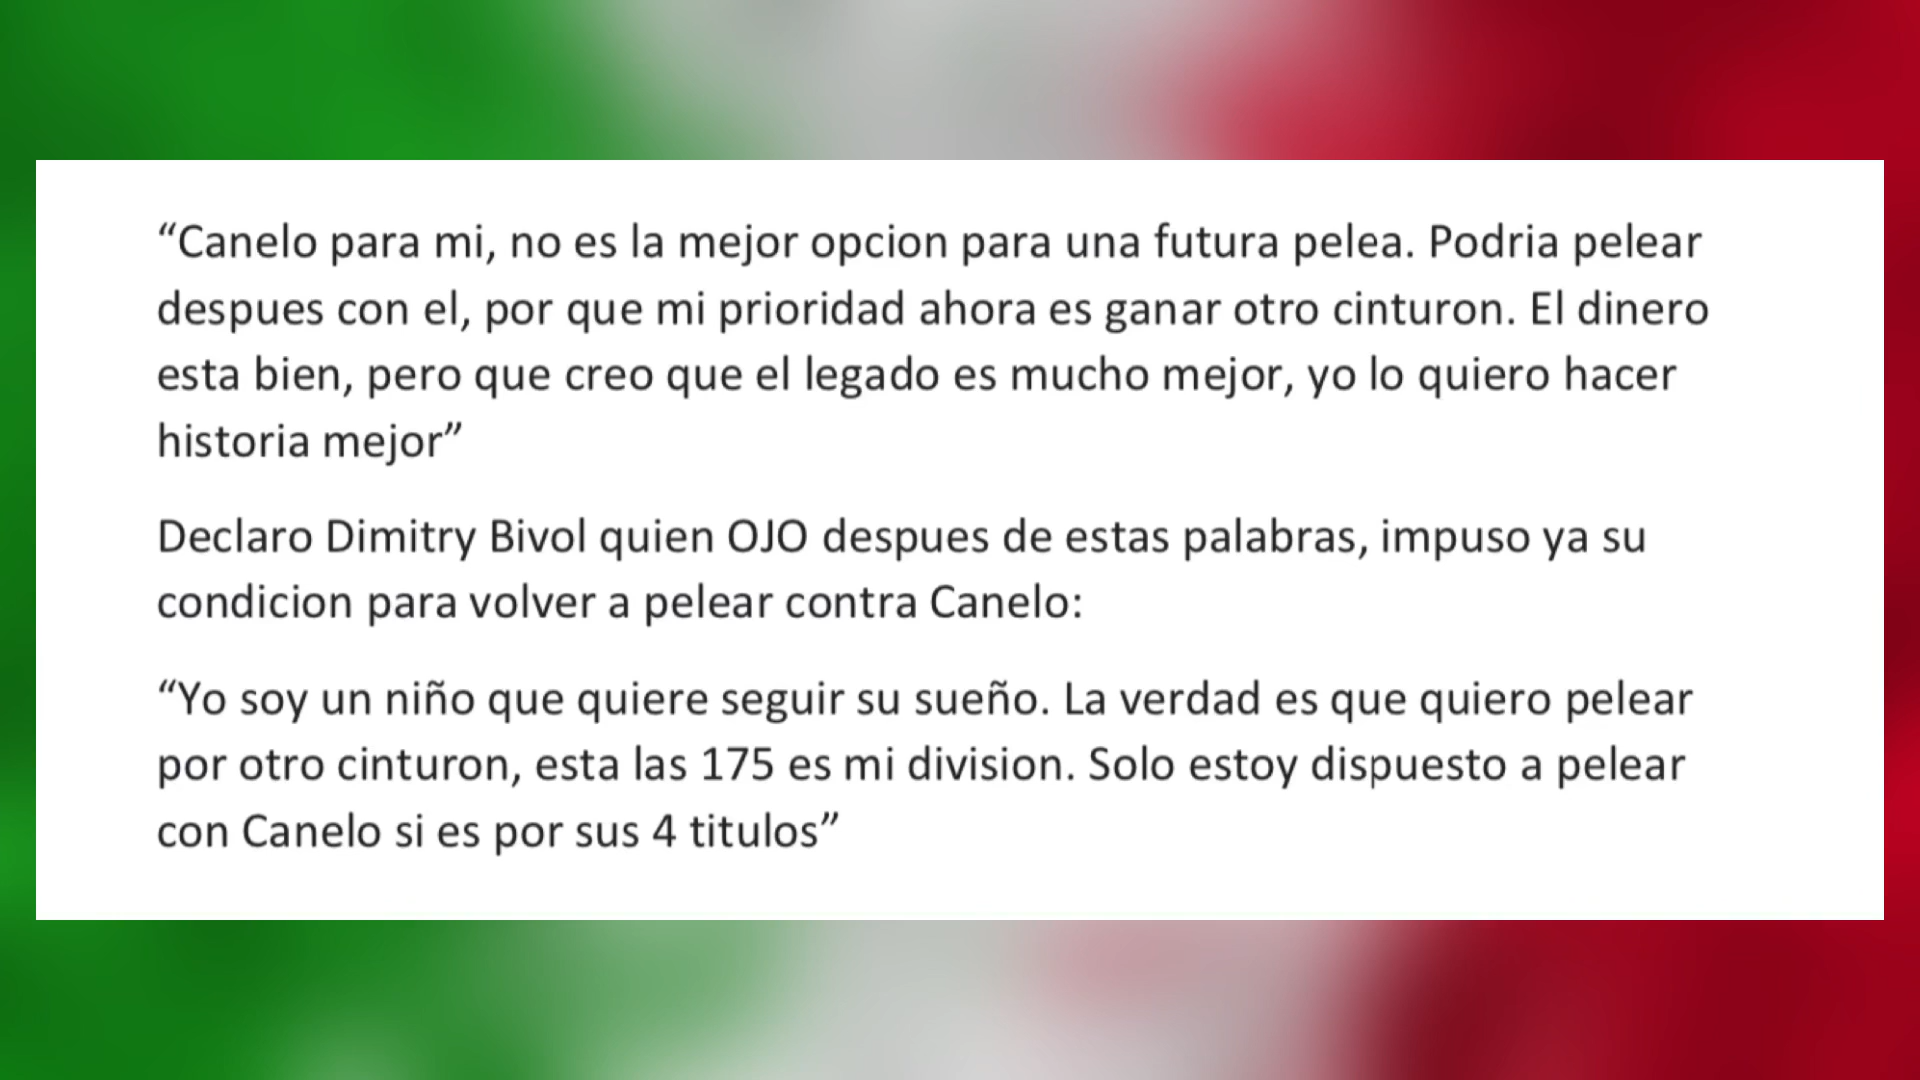 “Canelo para mi, no es la mejor opcion para una futura pelea. Podria pelear
despues con el, por que mi prioridad ahora es ganar otro cinturon. El dinero
esta bien, pero que creo que el legado es mucho mejor, yo lo quiero hacer
historia mejor”
Declaro Dimitry Bivol quien OJO despues de estas palabras, impuso ya su
condicion para volver a pelear contra Canelo:
“Yo soy un niño que quiere seguir su sueño. La verdad es que quiero pelear
por otro cinturon, esta las 175 es mi division. Solo estoy dispuesto a pelear
con Canelo si es por sus 4 titulos”